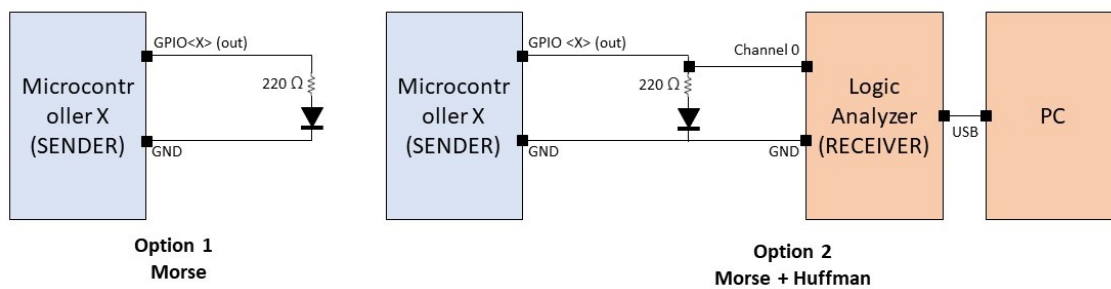 GPIO<X> (out)
220 Ω
Microcontr
oller X
(SENDER)
GND
Option 1
Morse
GPIO <X> (out)
Channel 0
220 Ω
Microcontr
oller X
(SENDER)
GND
GND
Logic
Analyzer
(RECEIVER)
USB
PC
Option 2
Morse + Huffman